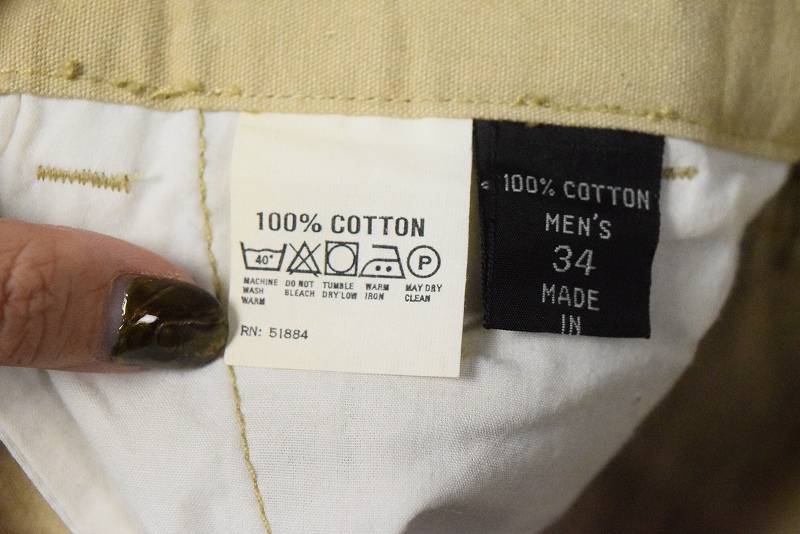 100% COTTON
40°
P
MACHINE WASH WARM
DO NOT BLEACH
TUMBLE DRY LOW
WARM IRON
MAY DRY CLEAN
RN: 51884
100% COTTON
MEN'S
34
MADE
IN